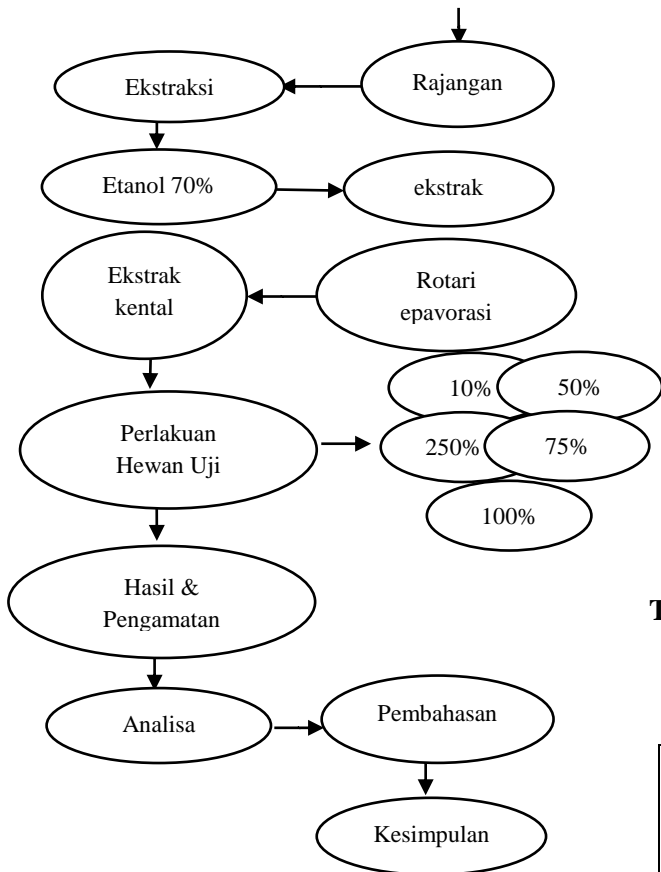 Ekstraksi
Rajangan
Etanol 70%
ekstrak
Ekstrak
kental
Rotari
epavorasi
10%
50%
Perlakuan
Hewan Uji
250%
75%
100%
Hasil &
Pengamatan
T
Analisa
Pembahasan
Kesimpulan